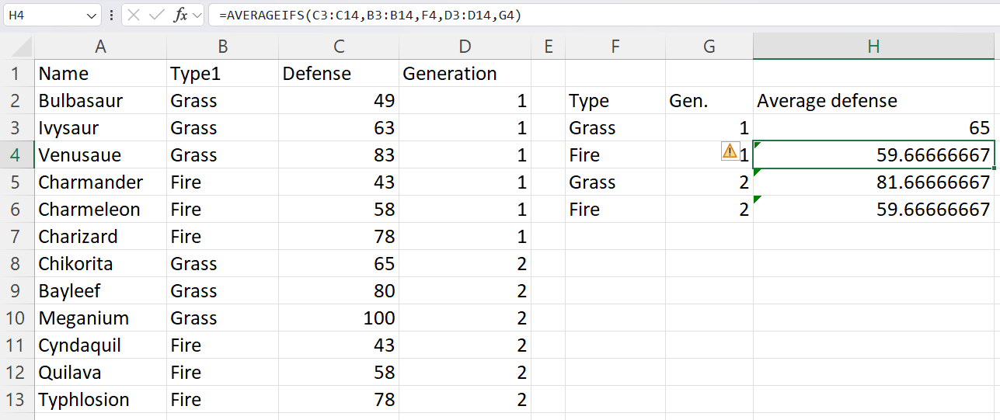 H4 fx =AVERAGEIFS(C3:C14,B3:B14,F4,D3:D14,G4)
A B C D E F G H
1 Name Type1 Defense Generation
2 Bulbasaur Grass 49 1 Type Gen. Average defense
3 Ivysaur Grass 63 1 Grass 1 65
4 Venusaue Grass 83 1 Fire 1 59.66666667
5 Charmander Fire 43 1 Grass 2 81.66666667
6 Charmeleon Fire 58 1 Fire 2 59.66666667
7 Charizard Fire 78 1
8 Chikorita Grass 65 2
9 Bayleef Grass 80 2
10 Meganium Grass 100 2
11 Cyndaquil Fire 43 2
12 Quilava Fire 58 2
13 Typhlosion Fire 78 2